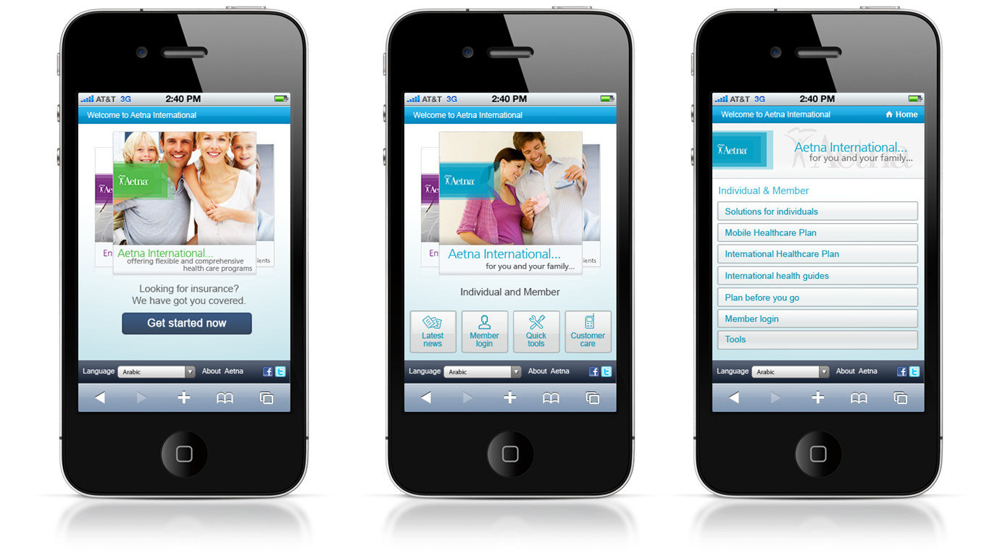 AT&T 3G 2:40 PM
Welcome to Aetna International
Aetna
Ae
En
Aetna International...
offering flexible and comprehensive
health care programs
ients
Looking for insurance?
We have got you covered.
Get started now
Language Arabic About Aetna
AT&T 3G 2:40 PM
Welcome to Aetna International
Aetna
Ae
En
Aetna International...
for you and your family...
ients
Individual and Member
Latest
news
Member
login
Quick
tools
Customer
care
Language Arabic About Aetna
AT&T 3G 2:40 PM
Welcome to Aetna International Home
Aetna
Aetna
Aetna International...
for you and your family...
Individual & Member
Solutions for individuals
Mobile Healthcare Plan
International Healthcare Plan
International health guides
Plan before you go
Member login
Tools
Language Arabic About Aetna